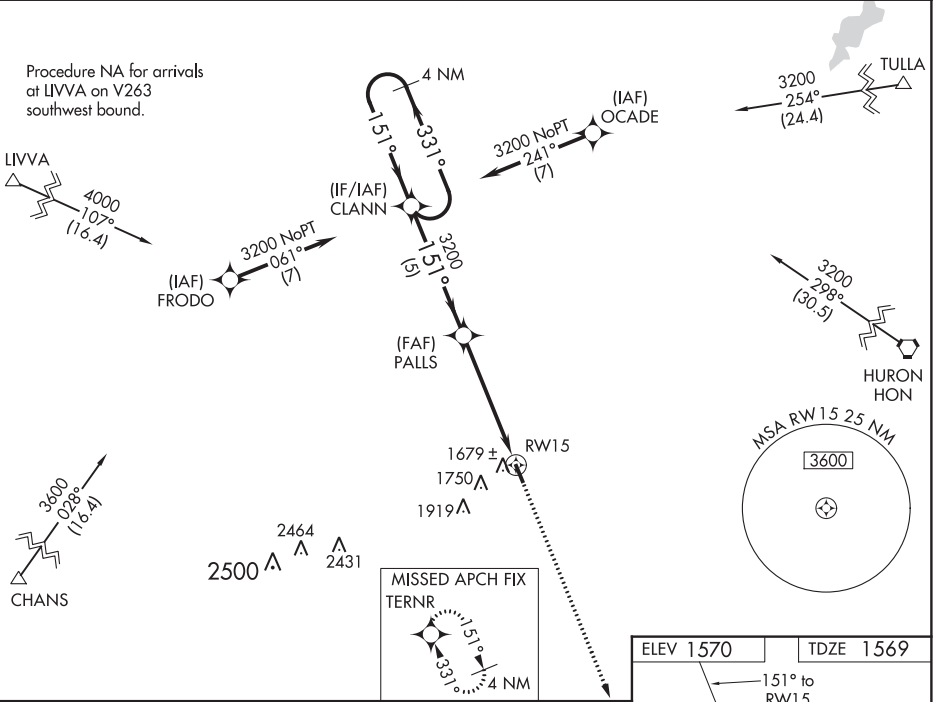 Procedure NA for arrivals
at LIVVA on V263
southwest bound.
LIVVA
4000
107°
(16.4)
4 NM
151°
331°
(IF/IAF)
CLANN
(IAF)
OCADE
3200 NoPT
241°
(7)
TULLA
3200
254°
(24.4)
3200 NoPT
061°
(7)
(IAF)
FRODO
3200
151°
(5)
(FAF)
PALLS
3200
298°
(30.5)
HURON
HON
RW15
1679 ±
1750
1919
MSA RW15 25 NM
3600
3600
028°
(16.4)
CHANS
2464
2500
2431
MISSED APCH FIX
TERNR
151°
331°
4 NM
ELEV 1570
TDZE 1569
151° to
RW15